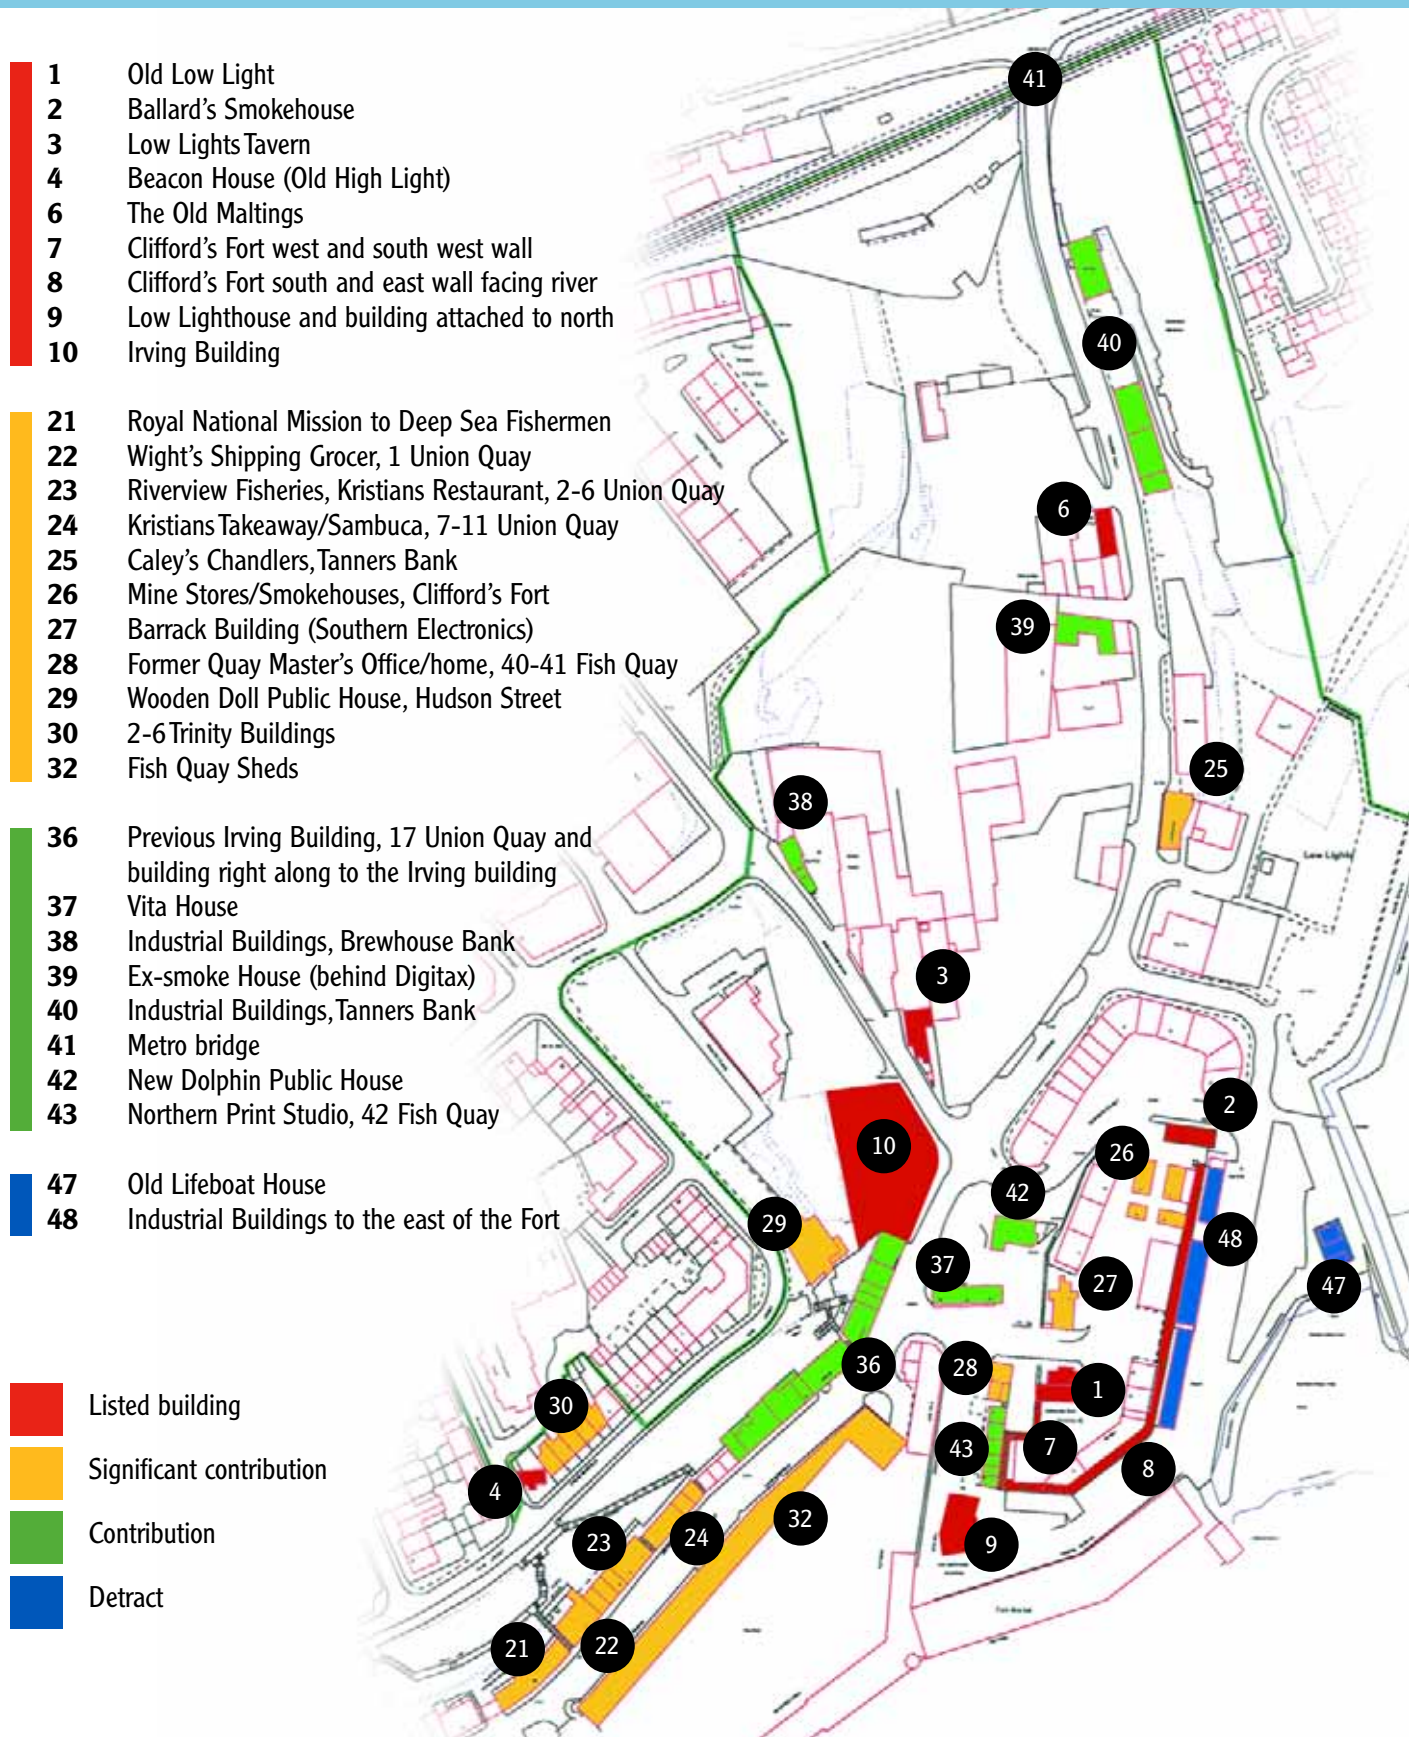 1 Old Low Light
2 Ballard's Smokehouse
3 Low Lights Tavern
4 Beacon House (Old High Light)
6 The Old Maltings
7 Clifford's Fort west and south west wall
8 Clifford's Fort south and east wall facing river
9 Low Lighthouse and building attached to north
10 Irving Building
21 Royal National Mission to Deep Sea Fishermen
22 Wight's Shipping Grocer, 1 Union Quay
23 Riverview Fisheries, Kristians Restaurant, 2-6 Union Quay
24 Kristians Takeaway/Sambuca, 7-11 Union Quay
25 Caley's Chandlers, Tanners Bank
26 Mine Stores/Smokehouses, Clifford's Fort
27 Barrack Building (Southern Electronics)
28 Former Quay Master's Office/home, 40-41 Fish Quay
29 Wooden Doll Public House, Hudson Street
30 2-6 Trinity Buildings
32 Fish Quay Sheds
36 Previous Irving Building, 17 Union Quay and
building right along to the Irving building
37 Vita House
38 Industrial Buildings, Brewhouse Bank
39 Ex-smoke House (behind Digitax)
40 Industrial Buildings, Tanners Bank
41 Metro bridge
42 New Dolphin Public House
43 Northern Print Studio, 42 Fish Quay
47 Old Lifeboat House
48 Industrial Buildings to the east of the Fort
Listed building
Significant contribution
Contribution
Detract
41
40
6
39
25
38
Low Lights
3
2
10
26
42
29
48
37
27
47
36
28
1
30
43
7
8
4
32
24
23
9
22
21